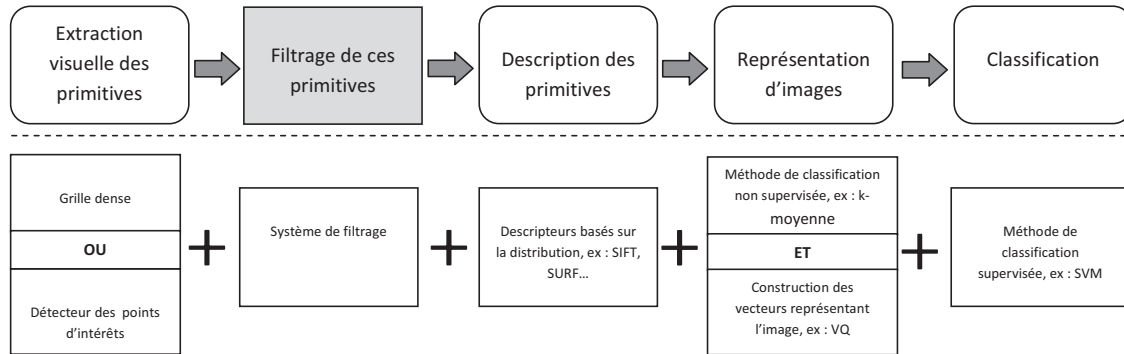 Extraction
visuelle des
primitives
Filtrage de ces
primitives
Description des
primitives
Représentation
d'images
Classification
Grille dense
OU
Détecteur des points
d'intérêts
Système de filtrage
Descripteurs basés sur
la distribution, ex : SIFT,
SURF...
Méthode de classification
non supervisée, ex : k-
moyenne
ET
Construction des
vecteurs représentant
l'image, ex : VQ
Méthode de
classification
supervisée, ex : SVM